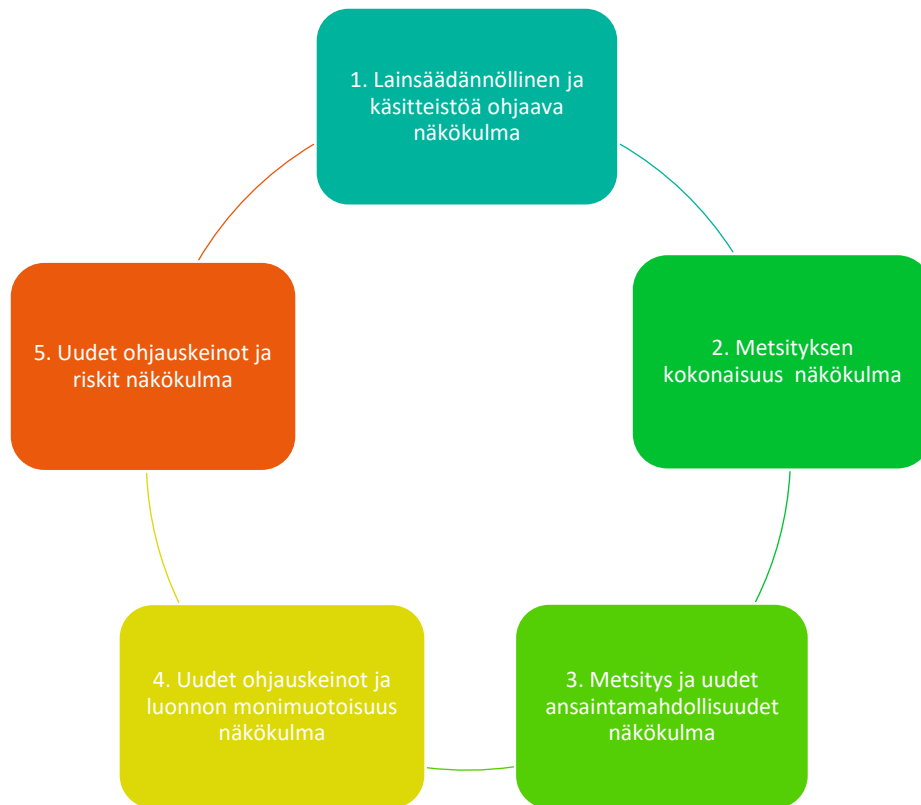 1. Lainsäädännöllinen ja
käsitteistöä ohjaava
näkökulma
2. Metsityksen
kokonaisuus  näkökulma
3. Metsitys ja uudet
ansaintamahdollisuudet
näkökulma
4. Uudet ohjauskeinot ja
luonnon monimuotoisuus
näkökulma
5. Uudet ohjauskeinot ja
riskit näkökulma